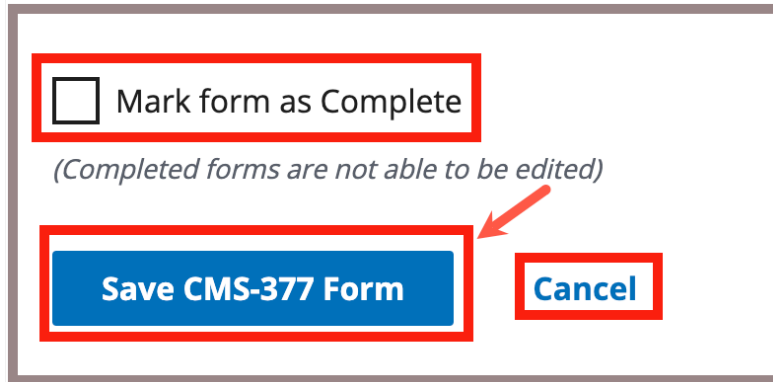 Mark form as Complete
(Completed forms are not able to be edited)
Save CMS-377 Form
Cancel